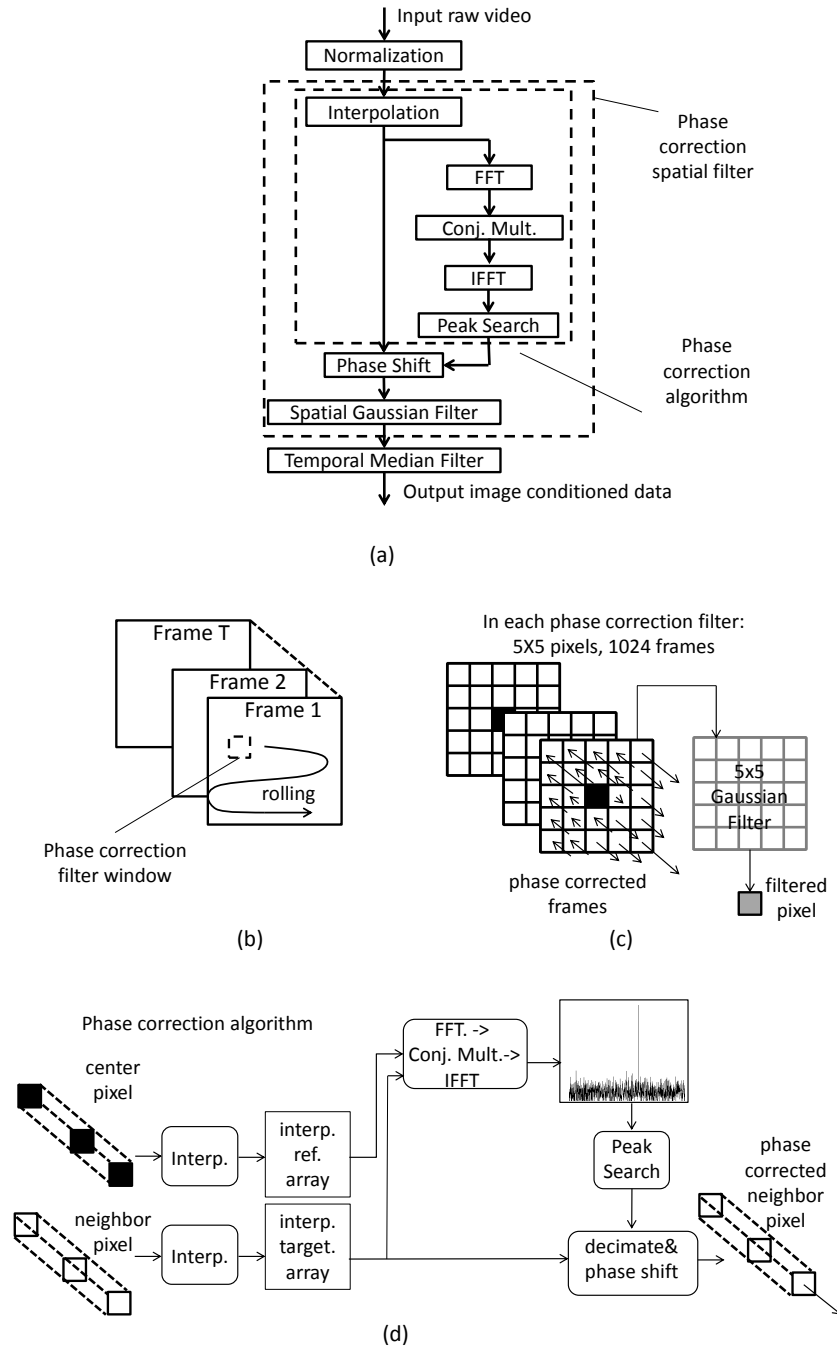 Input raw video
Normalization
Interpolation
Phase
correction
spatial filter
FFT
Conj. Mult.
IFFT
Peak Search
Phase
correction
algorithm
Phase Shift
Spatial Gaussian Filter
Temporal Median Filter
Output image conditioned data
(a)
Frame T
Frame 2
Frame 1
rolling
Phase correction
filter window
(b)
In each phase correction filter:
5X5 pixels, 1024 frames
5x5
Gaussian
Filter
phase corrected
frames
filtered
pixel
(c)
Phase correction algorithm
center
pixel
Interp.
interp.
ref.
array
FFT. ->
Conj. Mult.->
IFFT
Peak
Search
neighbor
pixel
Interp.
interp.
target.
array
decimate&
phase shift
phase
corrected
neighbor
pixel
(d)